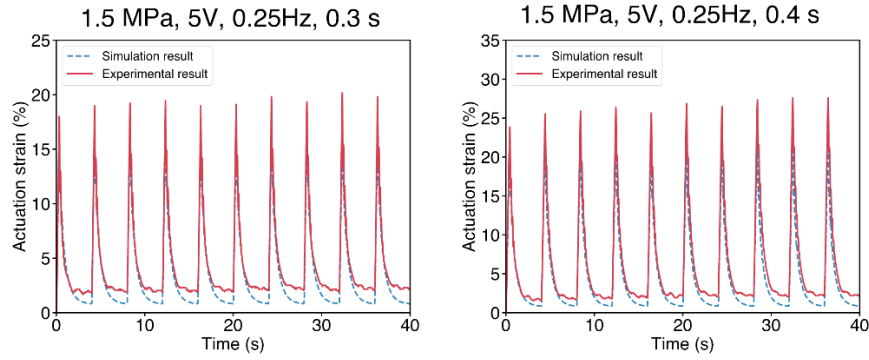 1.5 MPa, 5V, 0.25Hz, 0.3 s
25
20
15
10
5
0
Actuation strain (%)
Simulation result
Experimental result
0 10 20 30 40
Time (s)
1.5 MPa, 5V, 0.25Hz, 0.4 s
35
30
25
20
15
10
5
0
Actuation strain (%)
Simulation result
Experimental result
0 10 20 30 40
Time (s)